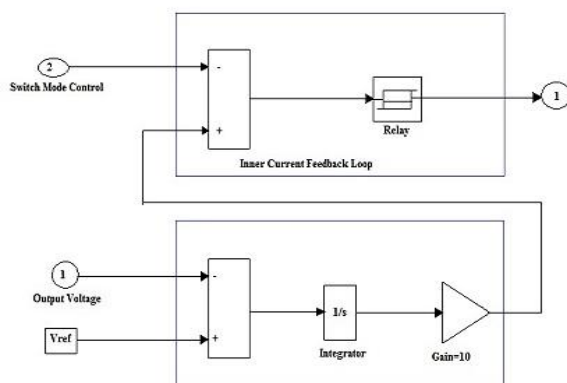 2
Switch Mode Control
-
+
Relay
1
Inner Current Feedback Loop
1
Output Voltage
-
Vref
+
1/s
Integrator
Gain=10